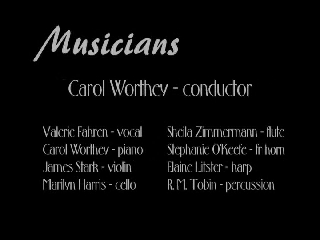 Musicians
Carol Worthey - conductor
Valerie Fahren - vocal
Carol Worthey - piano
James Stark - violin
Marilyn Harris - cello
Sheila Zimmermann - flute
Stephanie O'Keefe - fr horn
Elaine Litster - harp
R. M. Tobin - percussion